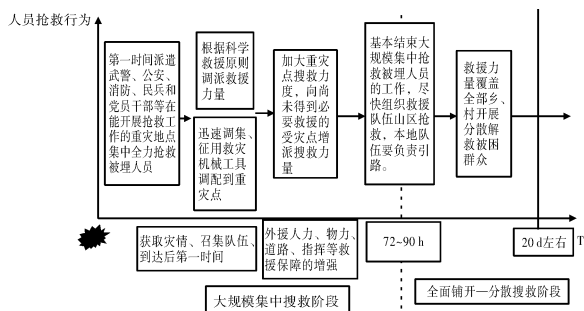 人员抢救行为
第一时间派遣
武警、公安、
消防、民兵和
党员干部等在
能开展抢救工
作的重灾地点
集中全力抢救
被埋人员
根据科学
救援原则
调派救援
力量
迅速调集、
征用救灾
机械工具
调配到重
灾点
加大重灾
点搜救力
度，向尚
未得到必
要救援的
受灾点增
派搜救力量
基本结束大
规模集中抢
救被埋人员
的工作，尽
快组织救援
队伍山区抢
救，本地队
伍要负责引
路。
救援力
量覆盖
全部乡、
村开展
分散解
救被困
群众
获取灾情、召集队伍、
到达后第一时间
外援人力、物力、
道路、指挥等救
援保障的增强
72~90 h
20 d左右
T
大规模集中搜救阶段
全面铺开—分散搜救阶段